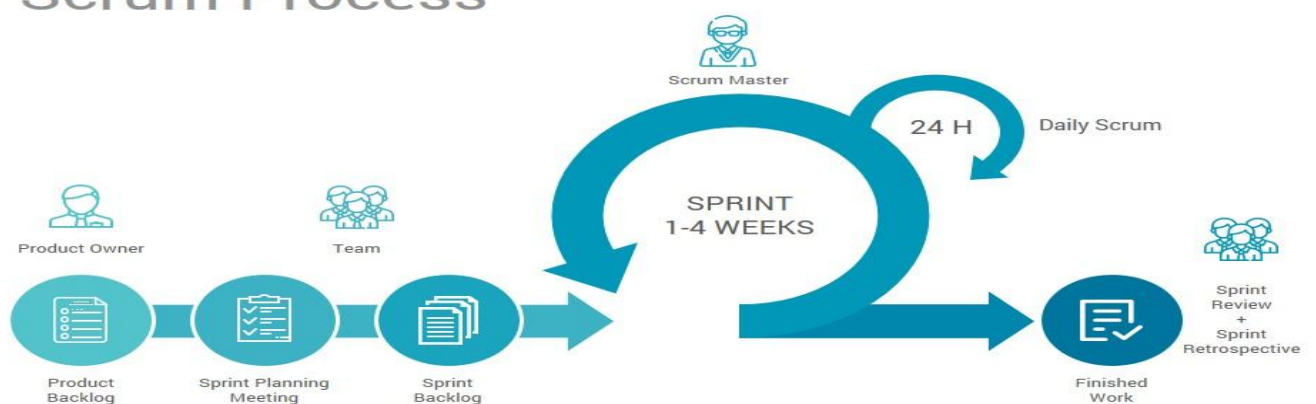 Scrum Process
Scrum Master
24 H
Daily Scrum
SPRINT
1-4 WEEKS
Product Owner
Team
Product
Backlog
Sprint Planning
Meeting
Sprint
Backlog
Finished
Work
Sprint
Review
+
Sprint
Retrospective